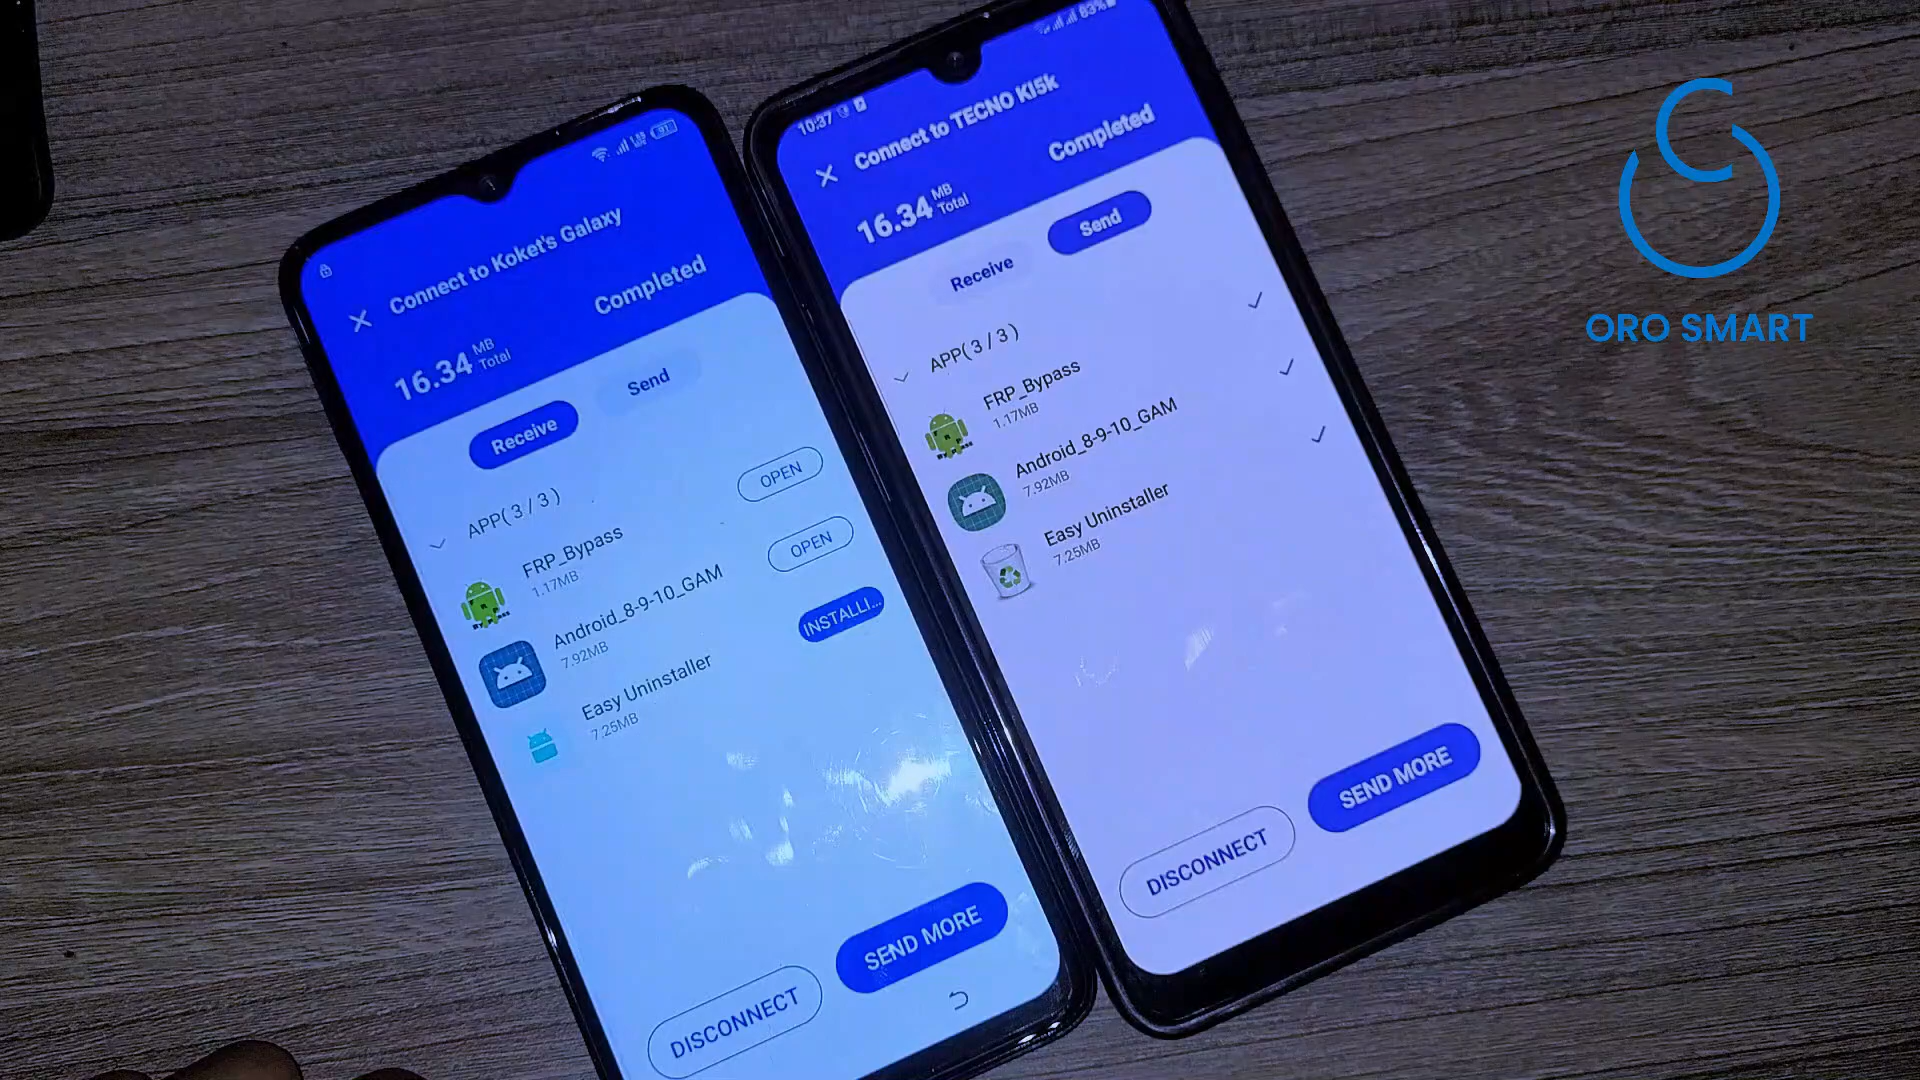 Connect to Koket's Galaxy
Completed
16.34 MB Total
Receive
Send
APP( 3 / 3 )
FRP_Bypass
1.17MB
OPEN
Android_8-9-10_GAM
7.92MB
OPEN
Easy Uninstaller
7.25MB
INSTALLI...
DISCONNECT
SEND MORE
10:37
83%
Connect to TECNO KI5k
Completed
16.34 MB Total
Receive
Send
APP( 3 / 3 )
FRP_Bypass
1.17MB
Android_8-9-10_GAM
7.92MB
Easy Uninstaller
7.25MB
DISCONNECT
SEND MORE
ORO SMART